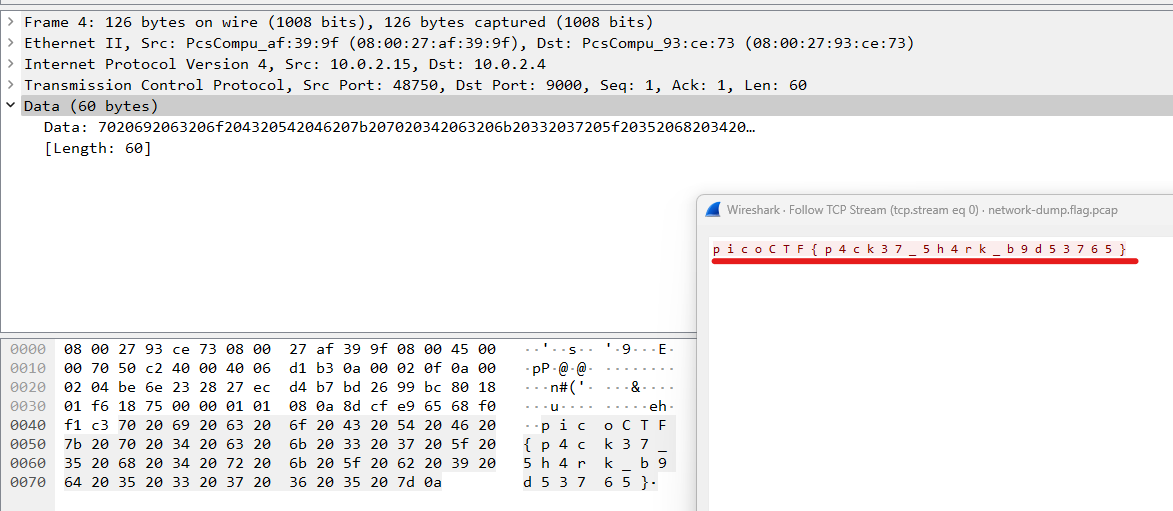 Frame 4: 126 bytes on wire (1008 bits), 126 bytes captured (1008 bits)
Ethernet II, Src: PcsCompu_af:39:9f (08:00:27:af:39:9f), Dst: PcsCompu_93:ce:73 (08:00:27:93:ce:73)
Internet Protocol Version 4, Src: 10.0.2.15, Dst: 10.0.2.4
Transmission Control Protocol, Src Port: 48750, Dst Port: 9000, Seq: 1, Ack: 1, Len: 60
Data (60 bytes)
Data: 7020692063206f204320542046207b207020342063206b20332037205f20352068203420…
[Length: 60]
Wireshark · Follow TCP Stream (tcp.stream eq 0) · network-dump.flag.pcap
p i c o C T F { p 4 c k 3 7 _ 5 h 4 r k _ b 9 d 5 3 7 6 5 }
0000 08 00 27 93 ce 73 08 00 27 af 39 9f 08 00 45 00 ··'··s·· '·9···E·
0010 00 70 50 c2 40 00 40 06 d1 b3 0a 00 02 0f 0a 00 ·pP·@·@· ········
0020 02 04 be 6e 23 28 27 ec d4 b7 bd 26 99 bc 80 18 ···n#('· ···&····
0030 01 f6 18 75 00 00 01 01 08 0a 8d cf e9 65 68 f0 ···u···· ·····eh·
0040 f1 c3 70 20 69 20 63 20 6f 20 43 20 54 20 46 20 ··p i c o C T F
0050 7b 20 70 20 34 20 63 20 6b 20 33 20 37 20 5f 20 { p 4 c k 3 7 _
0060 35 20 68 20 34 20 72 20 6b 20 5f 20 62 20 39 20 5 h 4 r k _ b 9
0070 64 20 35 20 33 20 37 20 36 20 35 20 7d 0a d 5 3 7 6 5 }·